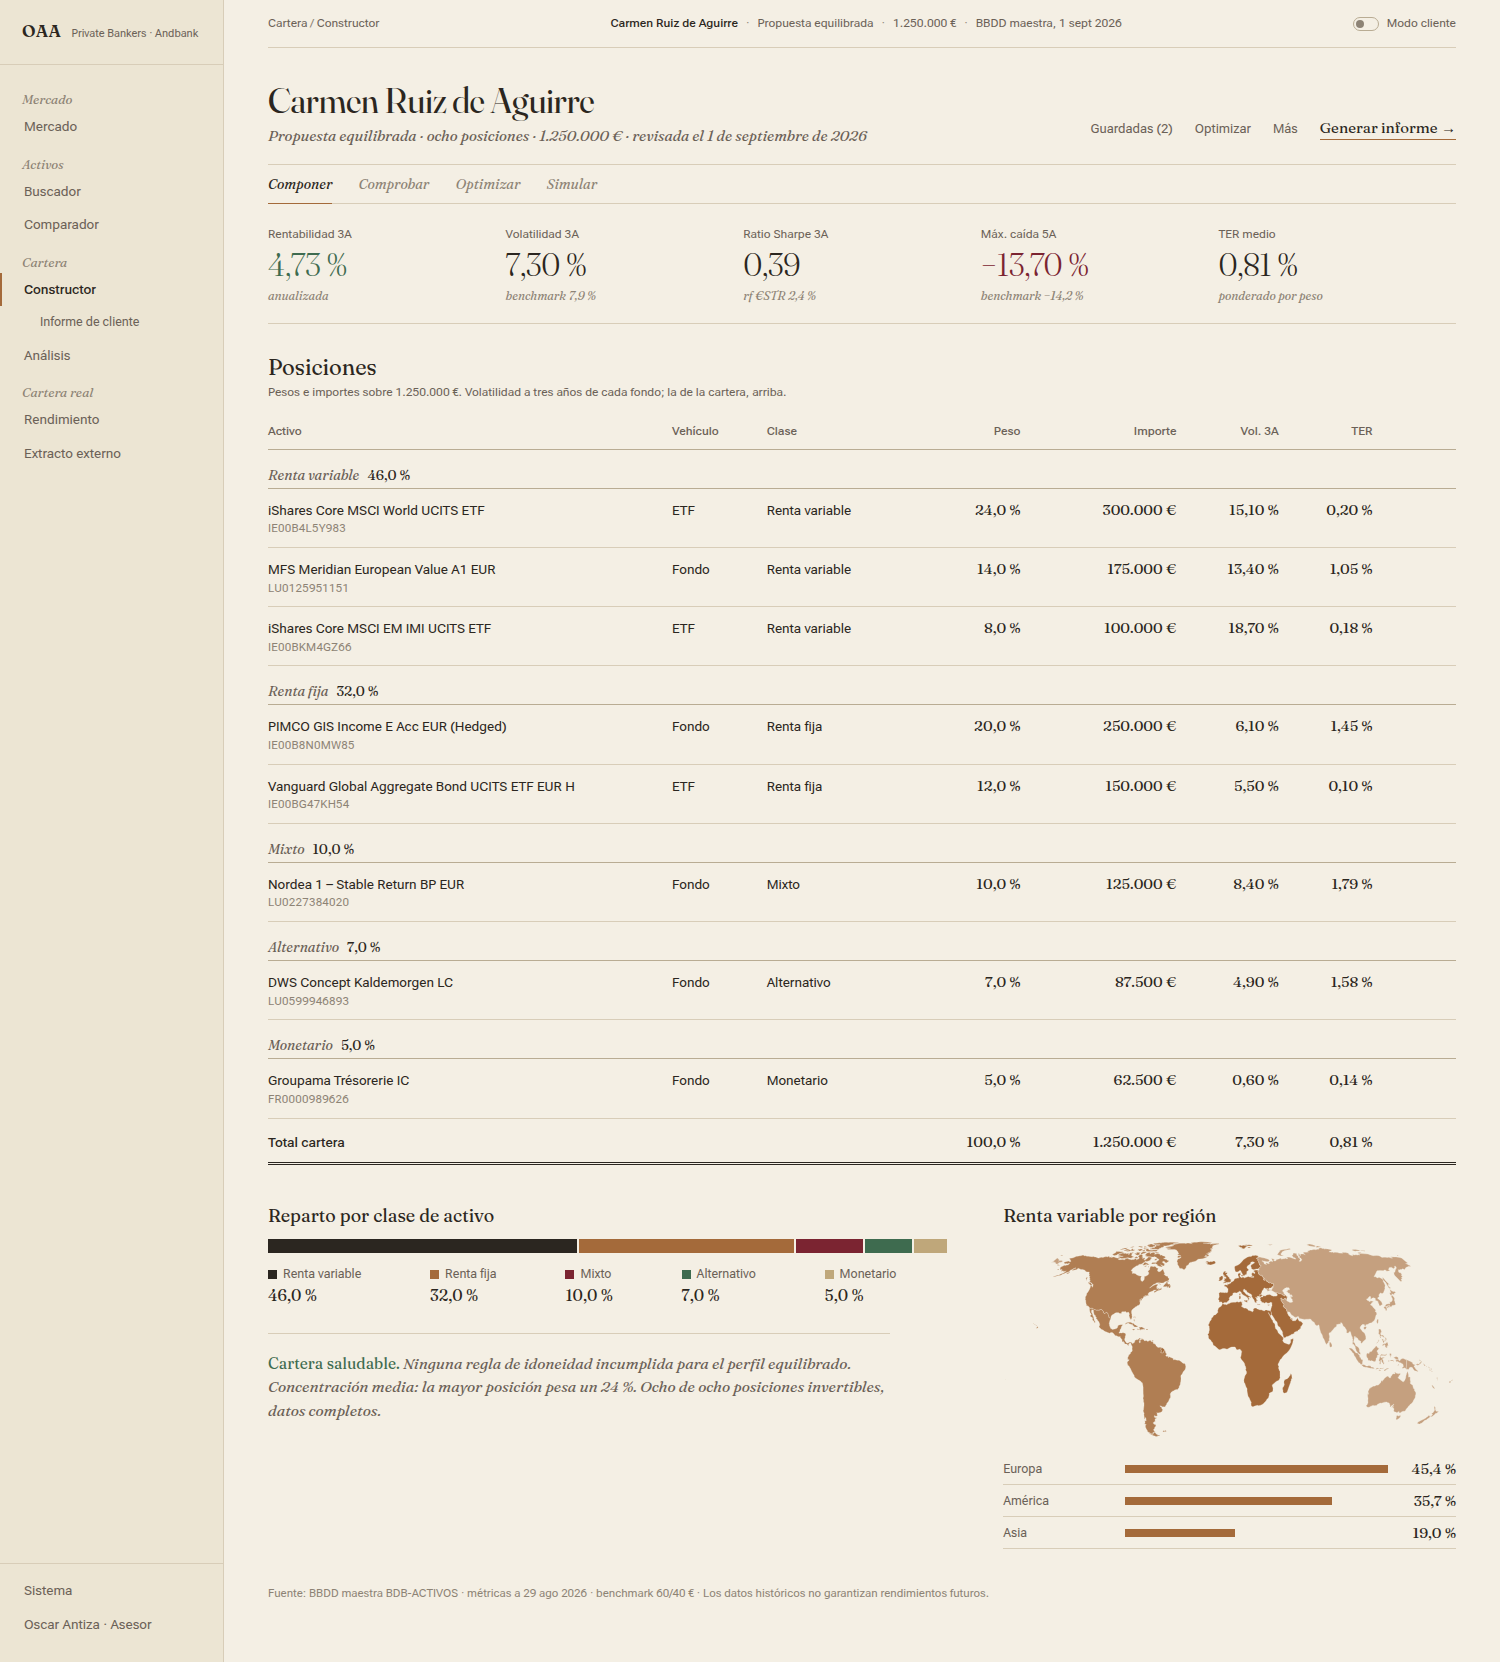 OAA Private Bankers · Andbank
Mercado
Mercado
Activos
Buscador
Comparador
Cartera
Constructor
Informe de cliente
Análisis
Cartera real
Rendimiento
Extracto externo
Sistema
Oscar Antiza · Asesor
Cartera / Constructor
Carmen Ruiz de Aguirre · Propuesta equilibrada · 1.250.000 € · BBDD maestra, 1 sept 2026
Modo cliente
Carmen Ruiz de Aguirre
Propuesta equilibrada · ocho posiciones · 1.250.000 € · revisada el 1 de septiembre de 2026
Guardadas (2) Optimizar Más Generar informe →
Componer Comprobar Optimizar Simular
Rentabilidad 3A Volatilidad 3A Ratio Sharpe 3A Máx. caída 5A TER medio
4,73 % 7,30 % 0,39 −13,70 % 0,81 %
anualizada benchmark 7,9 % rf €STR 2,4 % benchmark −14,2 % ponderado por peso
Posiciones
Pesos e importes sobre 1.250.000 €. Volatilidad a tres años de cada fondo; la de la cartera, arriba.
Activo Vehículo Clase Peso Importe Vol. 3A TER
Renta variable 46,0 %
iShares Core MSCI World UCITS ETF ETF Renta variable 24,0 % 300.000 € 15,10 % 0,20 %
IE00B4L5Y983
MFS Meridian European Value A1 EUR Fondo Renta variable 14,0 % 175.000 € 13,40 % 1,05 %
LU0125951151
iShares Core MSCI EM IMI UCITS ETF ETF Renta variable 8,0 % 100.000 € 18,70 % 0,18 %
IE00BKM4GZ66
Renta fija 32,0 %
PIMCO GIS Income E Acc EUR (Hedged) Fondo Renta fija 20,0 % 250.000 € 6,10 % 1,45 %
IE00B8N0MW85
Vanguard Global Aggregate Bond UCITS ETF EUR H ETF Renta fija 12,0 % 150.000 € 5,50 % 0,10 %
IE00BG47KH54
Mixto 10,0 %
Nordea 1 – Stable Return BP EUR Fondo Mixto 10,0 % 125.000 € 8,40 % 1,79 %
LU0227384020
Alternativo 7,0 %
DWS Concept Kaldemorgen LC Fondo Alternativo 7,0 % 87.500 € 4,90 % 1,58 %
LU0599946893
Monetario 5,0 %
Groupama Trésorerie IC Fondo Monetario 5,0 % 62.500 € 0,60 % 0,14 %
FR0000989626
Total cartera 100,0 % 1.250.000 € 7,30 % 0,81 %
Reparto por clase de activo
Renta variable Renta fija Mixto Alternativo Monetario
46,0 % 32,0 % 10,0 % 7,0 % 5,0 %
Cartera saludable. Ninguna regla de idoneidad incumplida para el perfil equilibrado.
Concentración media: la mayor posición pesa un 24 %. Ocho de ocho posiciones invertibles,
datos completos.
Renta variable por región
Europa 45,4 %
América 35,7 %
Asia 19,0 %
Fuente: BBDD maestra BDB-ACTIVOS · métricas a 29 ago 2026 · benchmark 60/40 € · Los datos históricos no garantizan rendimientos futuros.